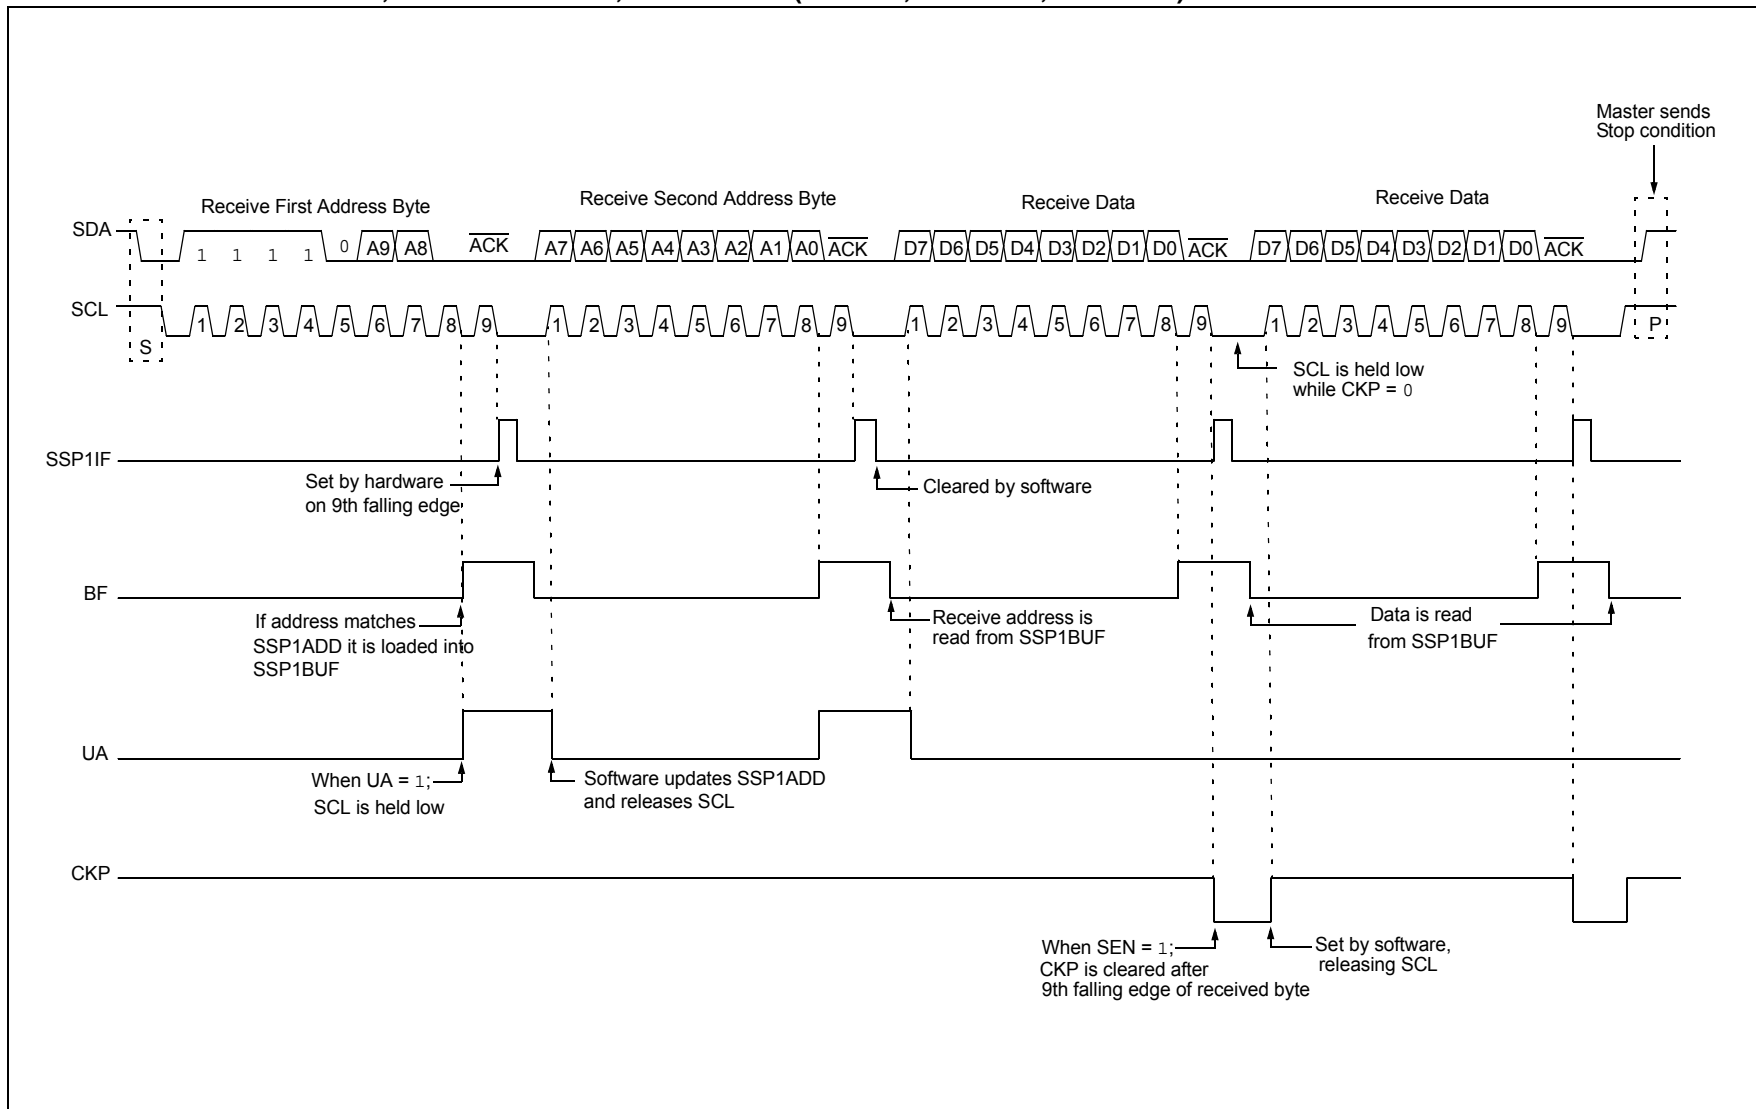 Master sends
Stop condition
Receive First Address Byte
Receive Second Address Byte
Receive Data
Receive Data
SDA
1 1 1 1 0 A9 A8 ACK A7 A6 A5 A4 A3 A2 A1 A0 ACK D7 D6 D5 D4 D3 D2 D1 D0 ACK D7 D6 D5 D4 D3 D2 D1 D0 ACK
SCL
S
1 2 3 4 5 6 7 8 9 1 2 3 4 5 6 7 8 9 1 2 3 4 5 6 7 8 9 1 2 3 4 5 6 7 8 9
P
SCL is held low
while CKP = 0
SSP1IF
Set by hardware
on 9th falling edge
Cleared by software
BF
If address matches
SSP1ADD it is loaded into
SSP1BUF
Receive address is
read from SSP1BUF
Data is read
from SSP1BUF
UA
When UA = 1;
SCL is held low
Software updates SSP1ADD
and releases SCL
CKP
When SEN = 1;
CKP is cleared after
9th falling edge of received byte
Set by software,
releasing SCL